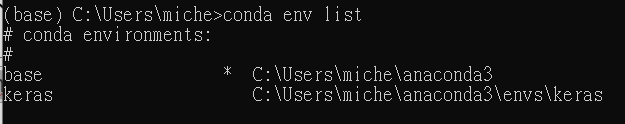 (base) C:\Users\miche>conda env list
# conda environments:
#
base                  *  C:\Users\miche\anaconda3
keras                    C:\Users\miche\anaconda3\envs\keras